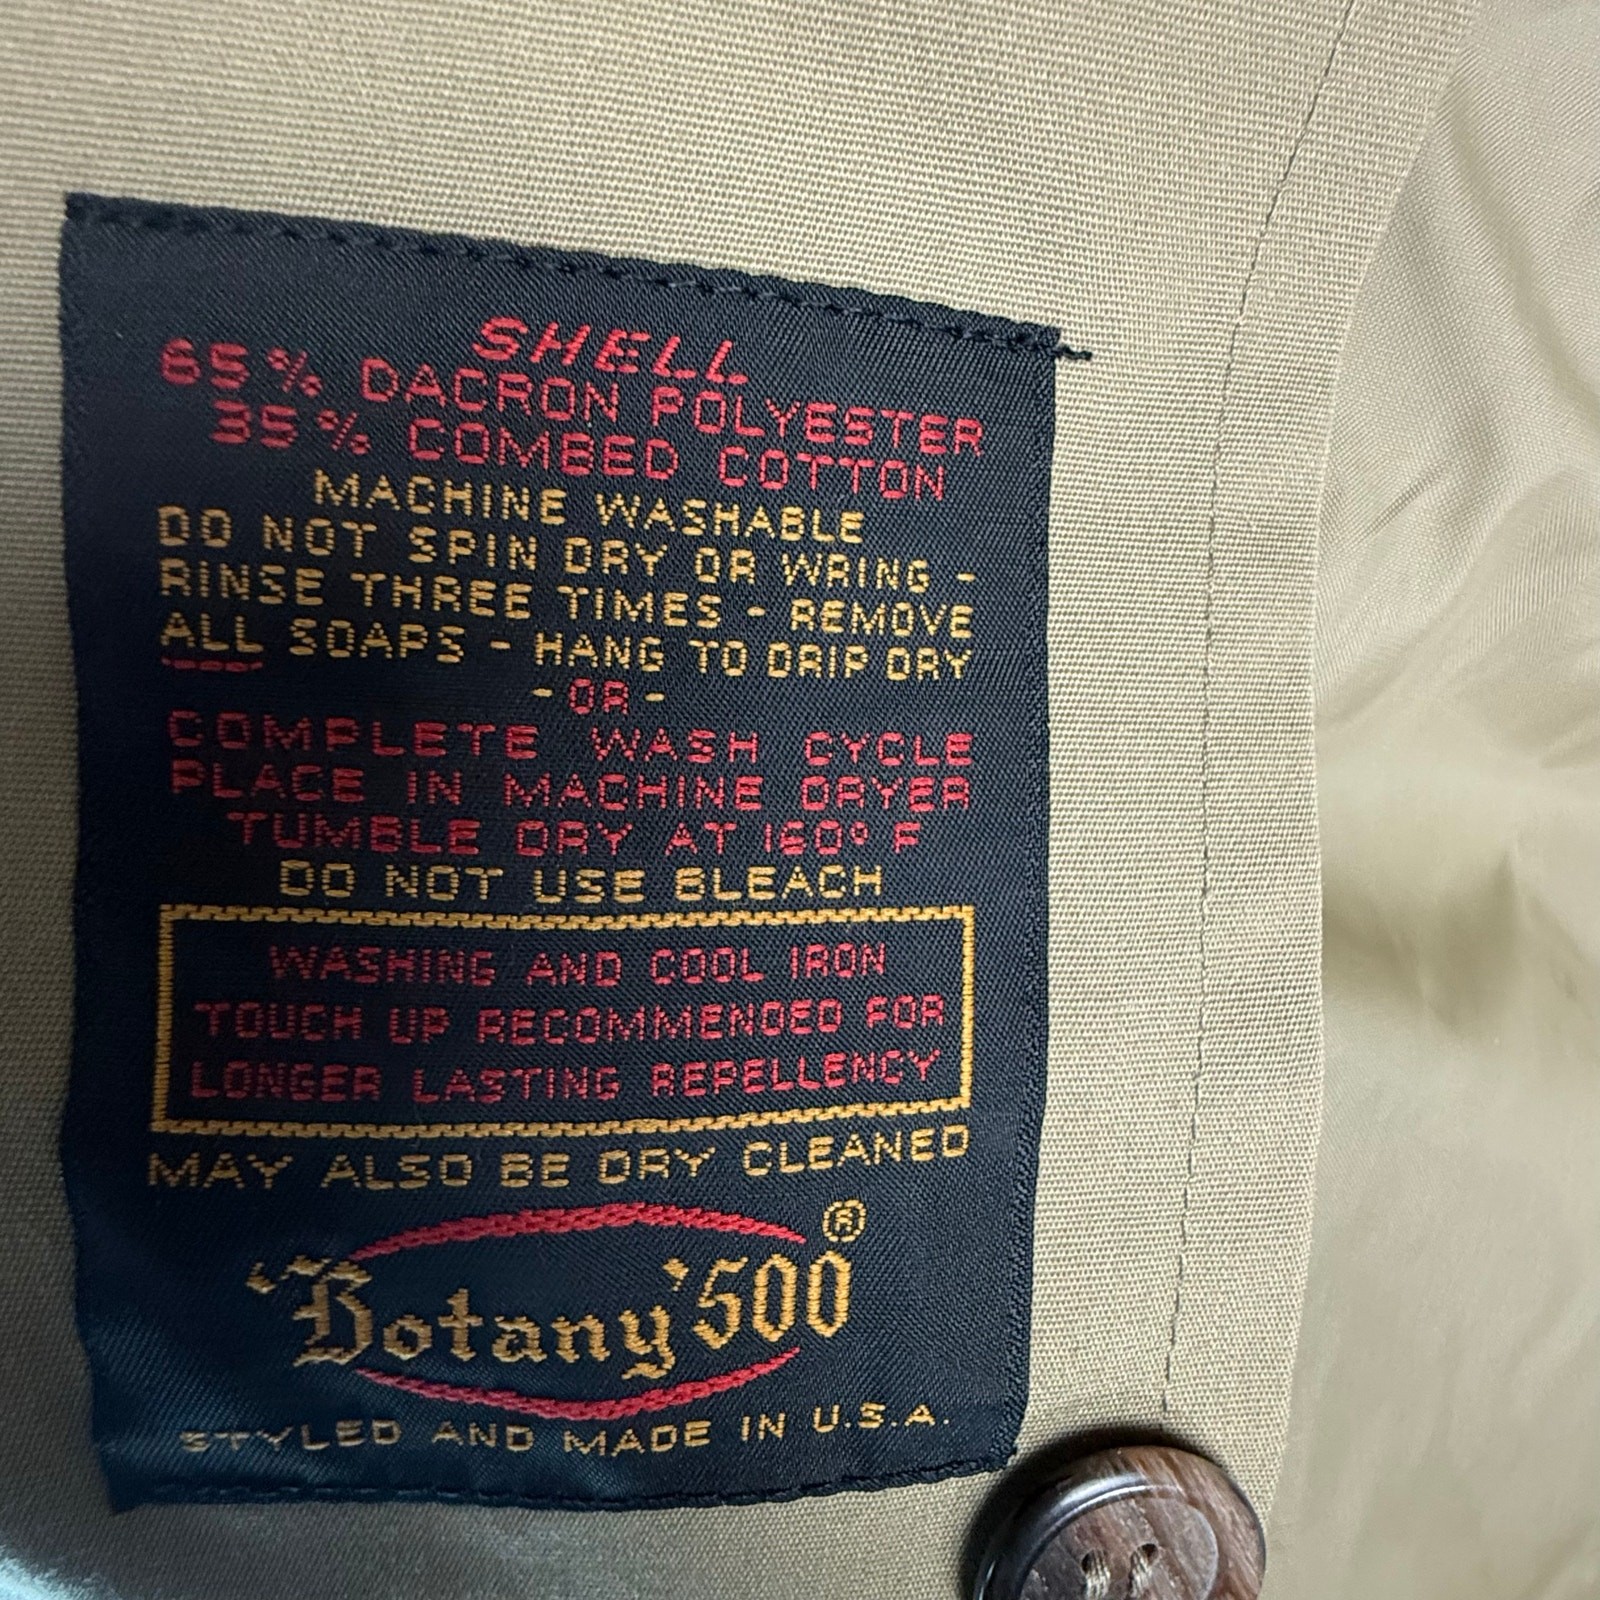 SHELL
65% DACRON POLYESTER
35% COMBED COTTON
MACHINE WASHABLE
DO NOT SPIN DRY OR WRING -
RINSE THREE TIMES - REMOVE
ALL SOAPS - HANG TO DRIP DRY
- OR -
COMPLETE WASH CYCLE
PLACE IN MACHINE DRYER
TUMBLE DRY AT 160° F
DO NOT USE BLEACH
WASHING AND COOL IRON
TOUCH UP RECOMMENDED FOR
LONGER LASTING REPELLENCY
MAY ALSO BE DRY CLEANED
'Botany' 500®
STYLED AND MADE IN U.S.A.